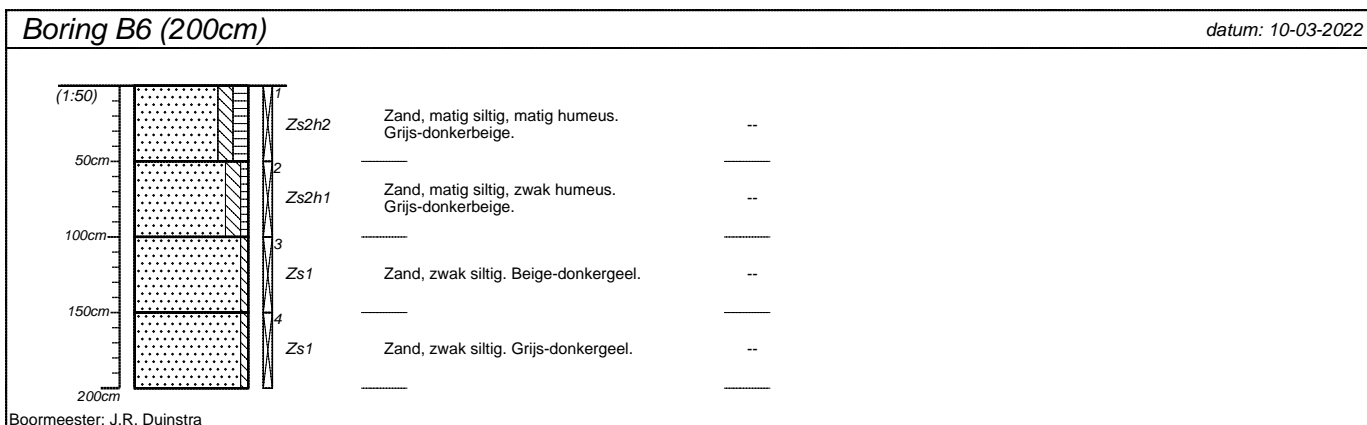 Boring B6 (200cm)
datum: 10-03-2022
(1:50)
1
Zs2h2
Zand, matig siltig, matig humeus.
Grijs-donkerbeige.
--
50cm
2
Zs2h1
Zand, matig siltig, zwak humeus.
Grijs-donkerbeige.
--
100cm
3
Zs1
Zand, zwak siltig. Beige-donkergeel.
--
150cm
4
Zs1
Zand, zwak siltig. Grijs-donkergeel.
--
200cm
Boormeester: J.R. Duinstra